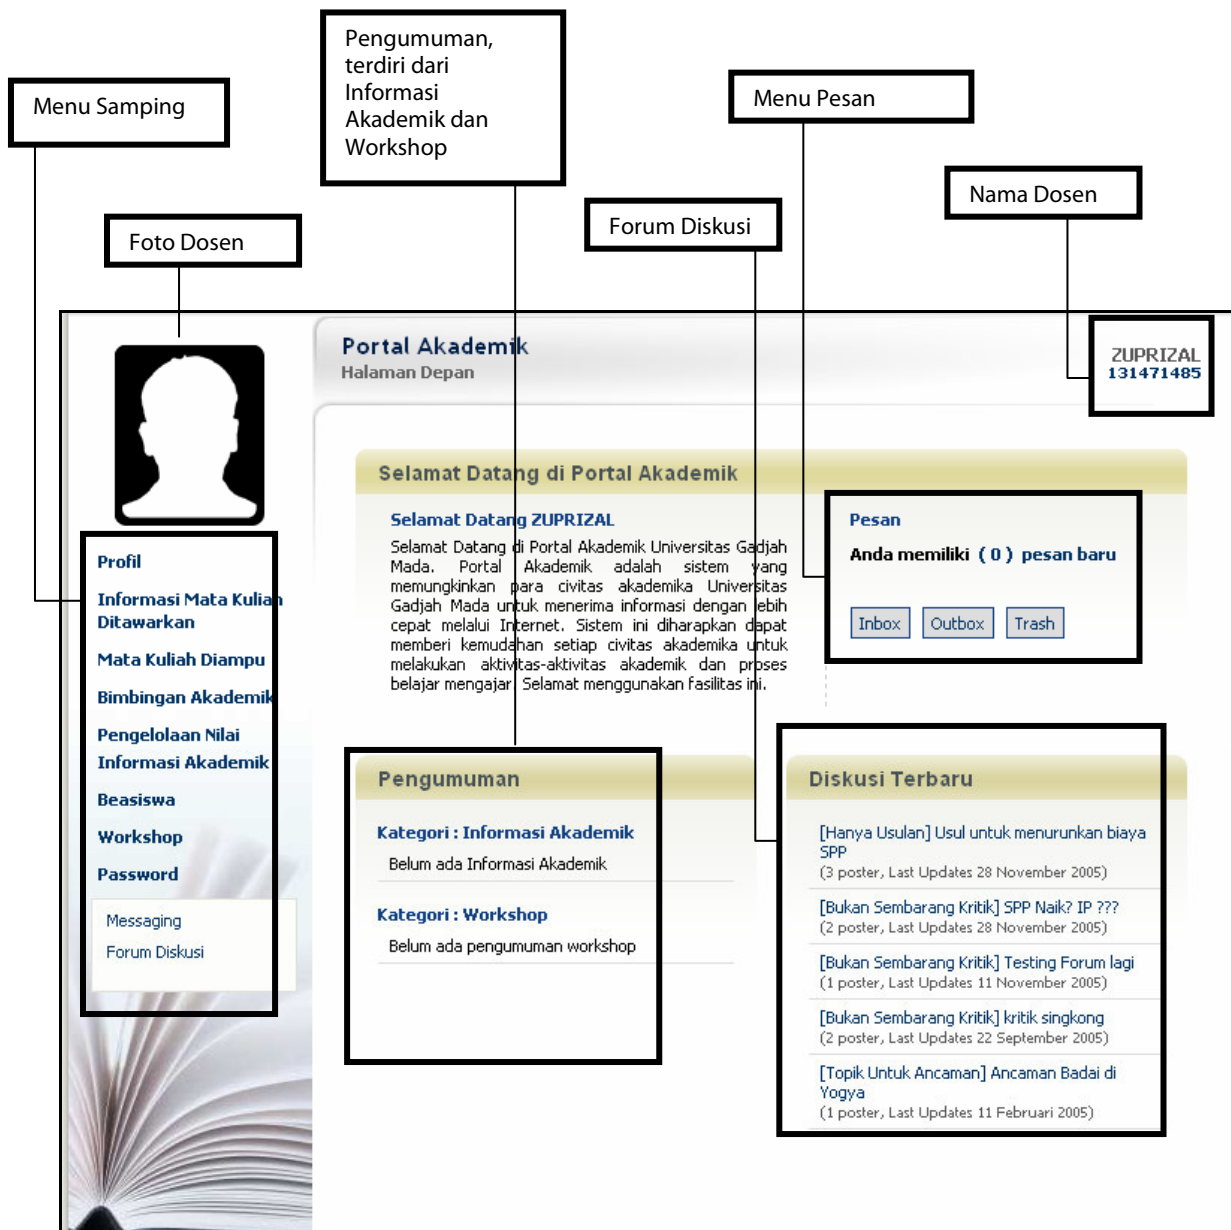 Pengumuman,
terdiri dari
Informasi
Akademik dan
Workshop
Menu Samping
Menu Pesan
Nama Dosen
Forum Diskusi
Foto Dosen
Portal Akademik
Halaman Depan
ZUPRIZAL
131471485
Profil
Informasi Mata Kuliah
Ditawarkan
Mata Kuliah Diampu
Bimbingan Akademik
Pengelolaan Nilai
Informasi Akademik
Beasiswa
Workshop
Password
Messaging
Forum Diskusi
Selamat Datang di Portal Akademik
Selamat Datang ZUPRIZAL
Selamat Datang di Portal Akademik Universitas Gadjah
Mada. Portal Akademik adalah sistem yang
memungkinkan para civitas akademika Universitas
Gadjah Mada untuk menerima informasi dengan lebih
cepat melalui Internet. Sistem ini diharapkan dapat
memberi kemudahan setiap civitas akademika untuk
melakukan aktivitas-aktivitas akademik dan proses
belajar mengajar. Selamat menggunakan fasilitas ini.
Pesan
Anda memiliki ( 0 ) pesan baru
Inbox Outbox Trash
Pengumuman
Kategori : Informasi Akademik
Belum ada Informasi Akademik
Kategori : Workshop
Belum ada pengumuman workshop
Diskusi Terbaru
[Hanya Usulan] Usul untuk menurunkan biaya
SPP
(3 poster, Last Updates 28 November 2005)
[Bukan Sembarang Kritik] SPP Naik? IP ???
(2 poster, Last Updates 28 November 2005)
[Bukan Sembarang Kritik] Testing Forum lagi
(1 poster, Last Updates 11 November 2005)
[Bukan Sembarang Kritik] kritik singkong
(2 poster, Last Updates 22 September 2005)
[Topik Untuk Ancaman] Ancaman Badai di
Yogya
(1 poster, Last Updates 11 Februari 2005)